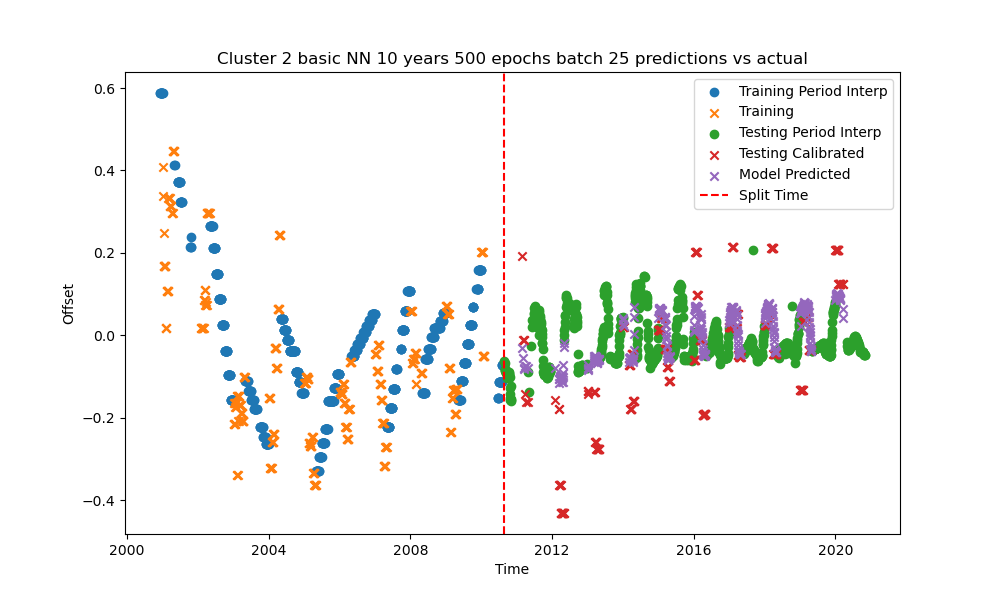 Cluster 2 basic NN 10 years 500 epochs batch 25 predictions vs actual
Training Period Interp
Training
Testing Period Interp
Testing Calibrated
Model Predicted
Split Time
Offset
0.6
0.4
0.2
0.0
−0.2
−0.4
2000
2004
2008
2012
2016
2020
Time